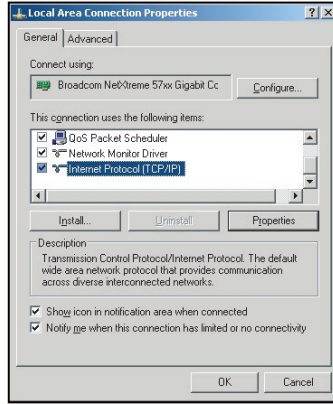 Local Area Connection Properties
General Advanced
Connect using:
Broadcom NetXtreme 57xx Gigabit Cc
Configure...
This connection uses the following items:
QoS Packet Scheduler
Network Monitor Driver
Internet Protocol (TCP/IP)
Install... Uninstall Properties
Description
Transmission Control Protocol/Internet Protocol. The default
wide area network protocol that provides communication
across diverse interconnected networks.
Show icon in notification area when connected
Notify me when this connection has limited or no connectivity
OK Cancel